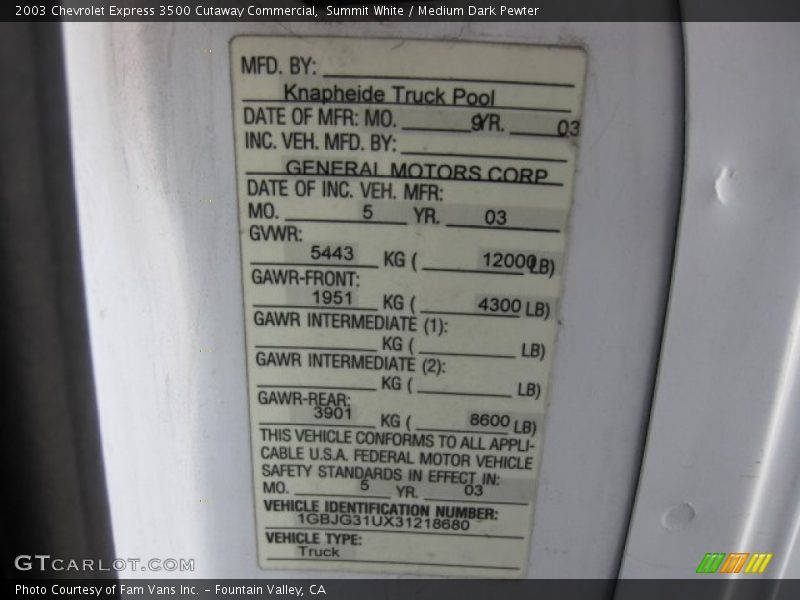 2003 Chevrolet Express 3500 Cutaway Commercial, Summit White / Medium Dark Pewter
MFD. BY:
Knapheide Truck Pool
DATE OF MFR: MO. 9 YR. 03
INC. VEH. MFD. BY:
GENERAL MOTORS CORP
DATE OF INC. VEH. MFR:
MO. 5 YR. 03
GVWR:
5443 KG ( 12000 LB)
GAWR-FRONT:
1951 KG ( 4300 LB)
GAWR INTERMEDIATE (1):
KG ( LB)
GAWR INTERMEDIATE (2):
KG ( LB)
GAWR-REAR:
3901 KG ( 8600 LB)
THIS VEHICLE CONFORMS TO ALL APPLI-
CABLE U.S.A. FEDERAL MOTOR VEHICLE
SAFETY STANDARDS IN EFFECT IN:
MO. 5 YR. 03
VEHICLE IDENTIFICATION NUMBER:
1GBJG31UX31218680
VEHICLE TYPE:
Truck
GTCARLOT.COM
Photo Courtesy of Fam Vans Inc. - Fountain Valley, CA